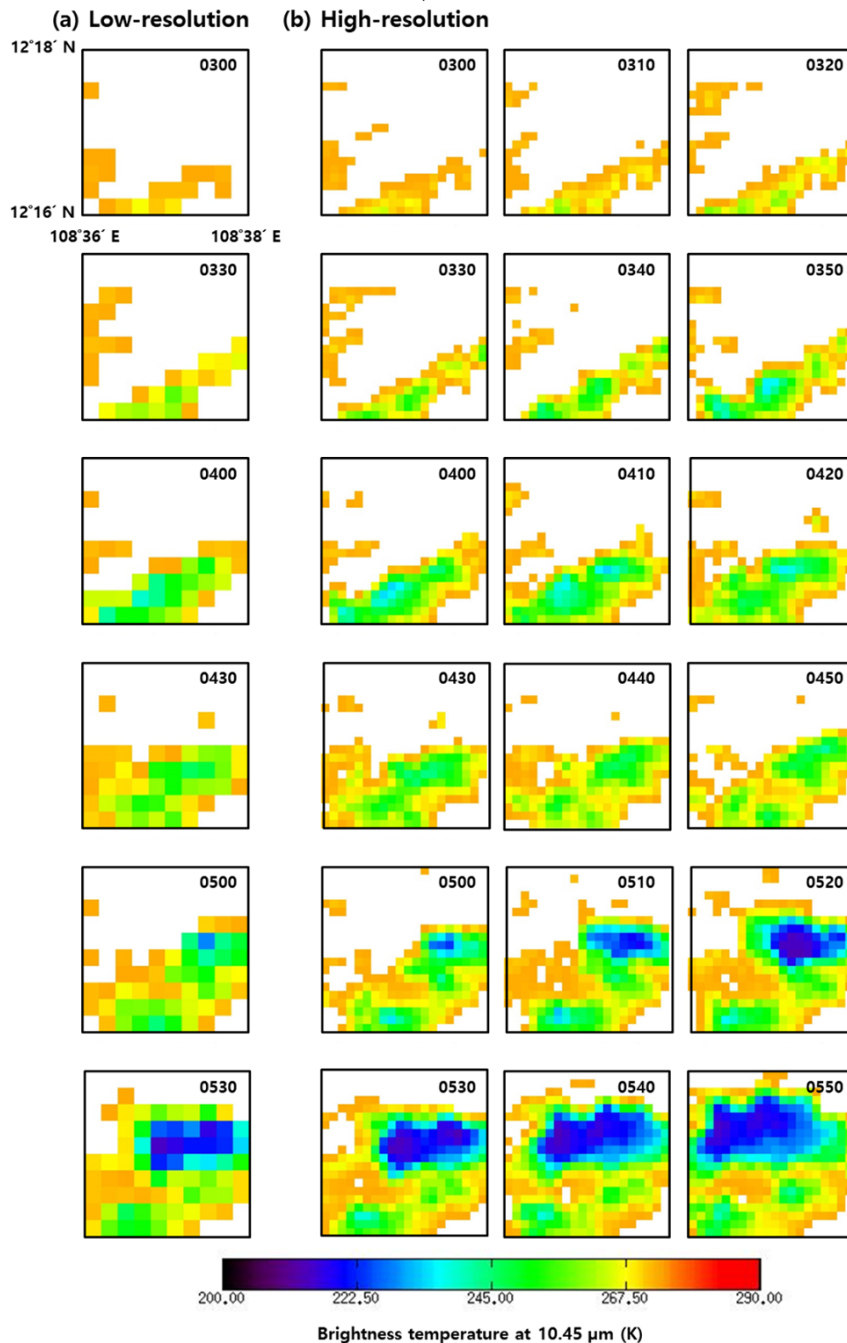 (a) Low-resolution (b) High-resolution
12°18´ N
0300 0300 0310 0320
12°16´ N
108°36´ E 108°38´ E
0330 0330 0340 0350
0400 0400 0410 0420
0430 0430 0440 0450
0500 0500 0510 0520
0530 0530 0540 0550
200.00 222.50 245.00 267.50 290.00
Brightness temperature at 10.45 μm (K)